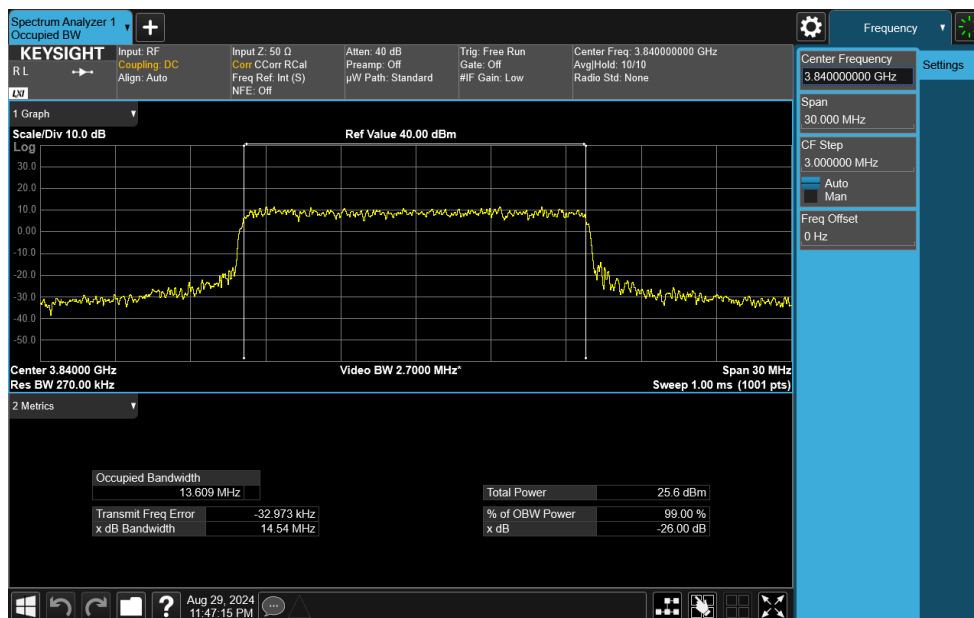 Spectrum Analyzer 1
Occupied BW
Frequency
KEYSIGHT
R L
LXI
Input: RF
Coupling: DC
Align: Auto
Input Z: 50 Ω
Corr CCorr RCal
Freq Ref: Int (S)
NFE: Off
Atten: 40 dB
Preamp: Off
µW Path: Standard
Trig: Free Run
Gate: Off
#IF Gain: Low
Center Freq: 3.840000000 GHz
Avg|Hold: 10/10
Radio Std: None
Center Frequency
3.840000000 GHz
Settings
Span
30.000 MHz
CF Step
3.000000 MHz
Auto
Man
Freq Offset
0 Hz
1 Graph
Scale/Div 10.0 dB
Ref Value 40.00 dBm
Log
30.0
20.0
10.0
0.00
-10.0
-20.0
-30.0
-40.0
-50.0
Center 3.84000 GHz
Video BW 2.7000 MHz*
Span 30 MHz
Res BW 270.00 kHz
Sweep 1.00 ms (1001 pts)
2 Metrics
Occupied Bandwidth
13.609 MHz
Transmit Freq Error -32.973 kHz
x dB Bandwidth 14.54 MHz
Total Power 25.6 dBm
% of OBW Power 99.00 %
x dB -26.00 dB
Aug 29, 2024
11:47:15 PM